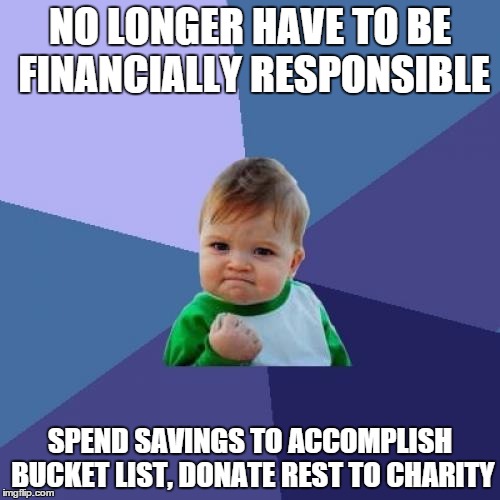 NO LONGER HAVE TO BE
FINANCIALLY RESPONSIBLE
SPEND SAVINGS TO ACCOMPLISH
BUCKET LIST, DONATE REST TO CHARITY
imgflip.com